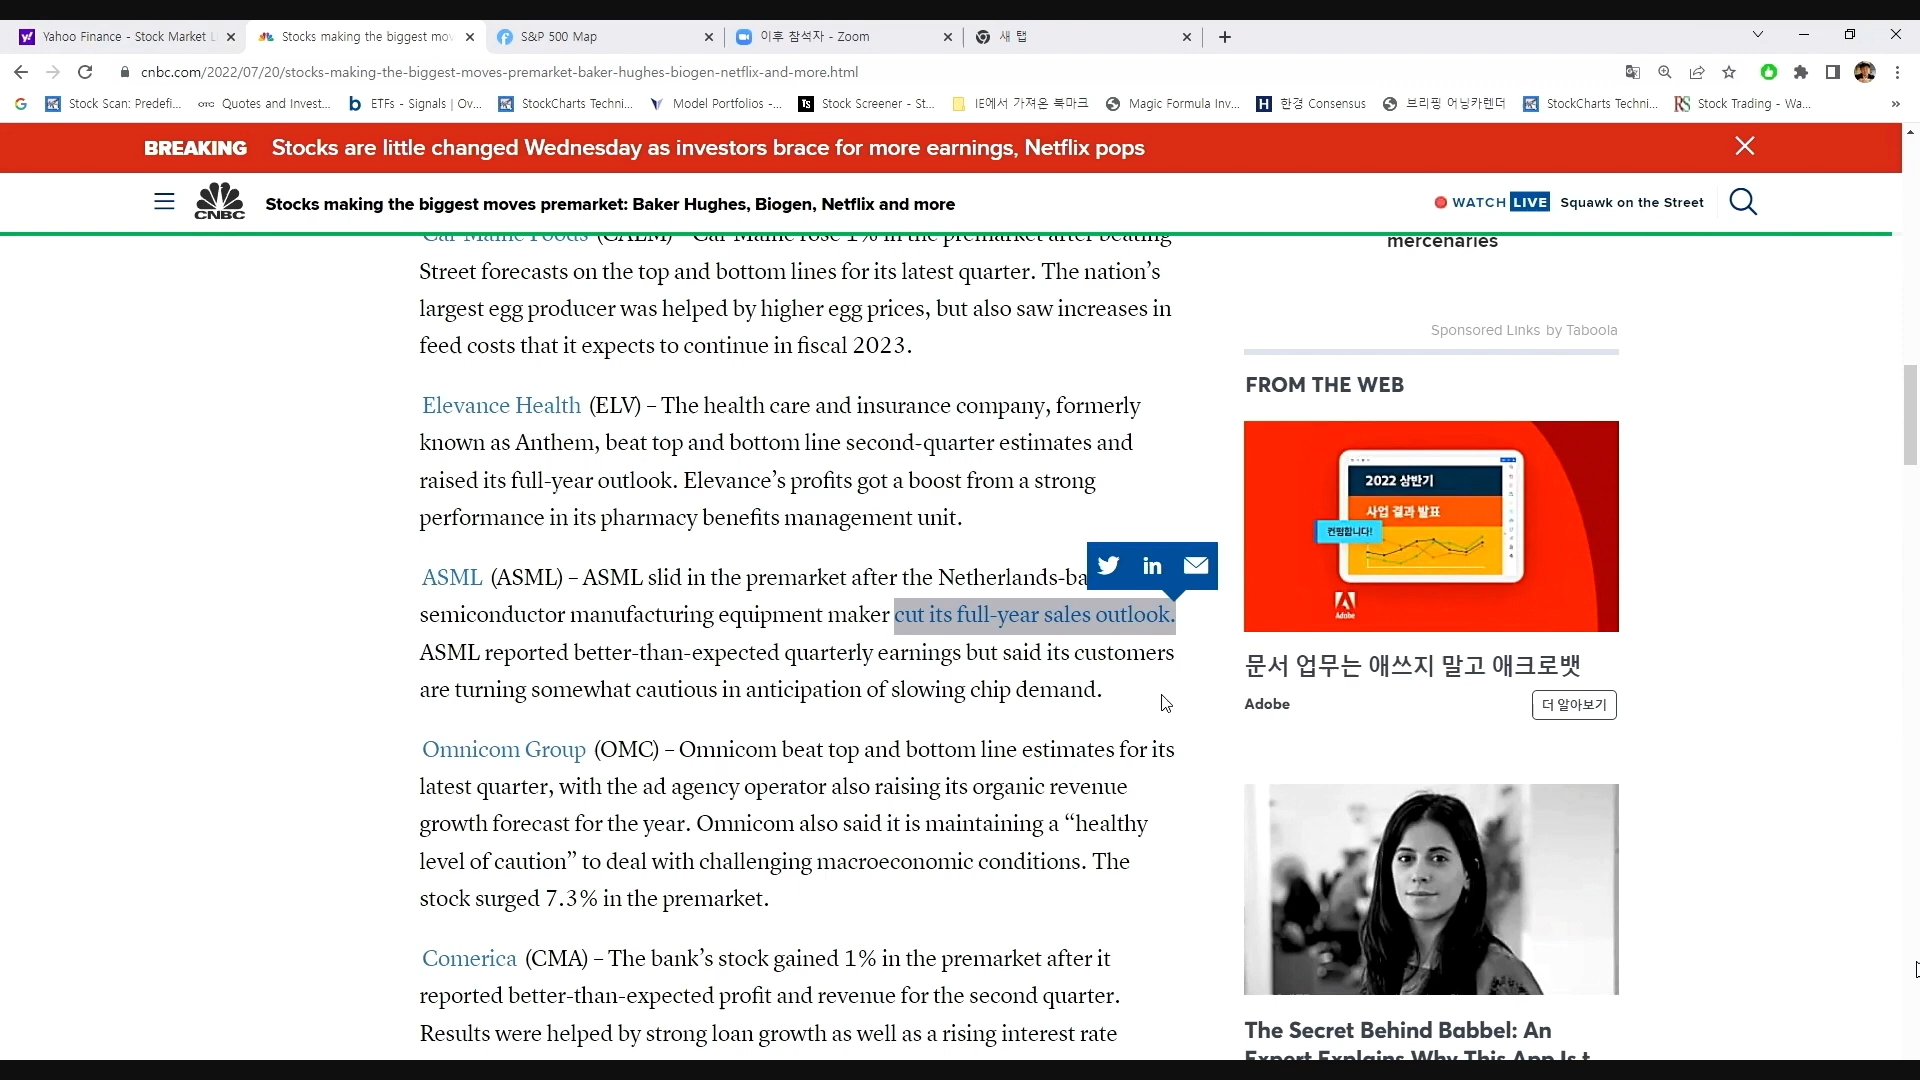 Yahoo Finance - Stock Market L
Stocks making the biggest mov
S&P 500 Map
이후 참석자 - Zoom
새 탭
cnbc.com/2022/07/20/stocks-making-the-biggest-moves-premarket-baker-hughes-biogen-netflix-and-more.html
Stock Scan: Predefi...
Quotes and Invest...
ETFs - Signals | Ov...
StockCharts Techni...
Model Portfolios -...
Stock Screener - St...
IE에서 가져온 북마크
Magic Formula Inv...
한경 Consensus
브리핑 어닝카렌더
StockCharts Techni...
Stock Trading - Wa...
BREAKING Stocks are little changed Wednesday as investors brace for more earnings, Netflix pops
CNBC
Stocks making the biggest moves premarket: Baker Hughes, Biogen, Netflix and more
WATCH LIVE Squawk on the Street
Cal-Maine Foods (CALM) – Cal-Maine rose 1% in the premarket after beating
Street forecasts on the top and bottom lines for its latest quarter. The nation’s
largest egg producer was helped by higher egg prices, but also saw increases in
feed costs that it expects to continue in fiscal 2023.
Elevance Health (ELV) – The health care and insurance company, formerly
known as Anthem, beat top and bottom line second-quarter estimates and
raised its full-year outlook. Elevance’s profits got a boost from a strong
performance in its pharmacy benefits management unit.
ASML (ASML) – ASML slid in the premarket after the Netherlands-ba
semiconductor manufacturing equipment maker cut its full-year sales outlook.
ASML reported better-than-expected quarterly earnings but said its customers
are turning somewhat cautious in anticipation of slowing chip demand.
Omnicom Group (OMC) – Omnicom beat top and bottom line estimates for its
latest quarter, with the ad agency operator also raising its organic revenue
growth forecast for the year. Omnicom also said it is maintaining a “healthy
level of caution” to deal with challenging macroeconomic conditions. The
stock surged 7.3% in the premarket.
Comerica (CMA) – The bank’s stock gained 1% in the premarket after it
reported better-than-expected profit and revenue for the second quarter.
Results were helped by strong loan growth as well as a rising interest rate
mercenaries
Sponsored Links by Taboola
FROM THE WEB
2022 상반기
사업 결과 발표
컨펌합니다!
Adobe
문서 업무는 애쓰지 말고 애크로뱃
Adobe
더 알아보기
The Secret Behind Babbel: An
Expert Explains Why This App Is t